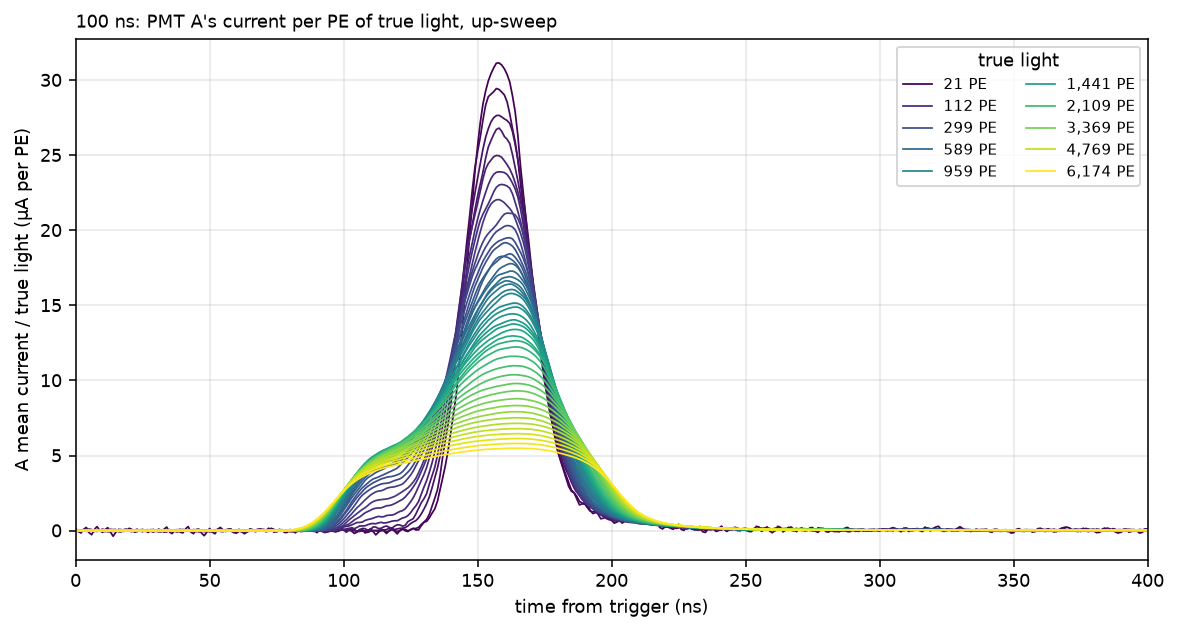 100 ns: PMT A's current per PE of true light, up-sweep
true light
21 PE
112 PE
299 PE
589 PE
959 PE
1,441 PE
2,109 PE
3,369 PE
4,769 PE
6,174 PE
A mean current / true light (µA per PE)
30
25
20
15
10
5
0
0 50 100 150 200 250 300 350 400
time from trigger (ns)